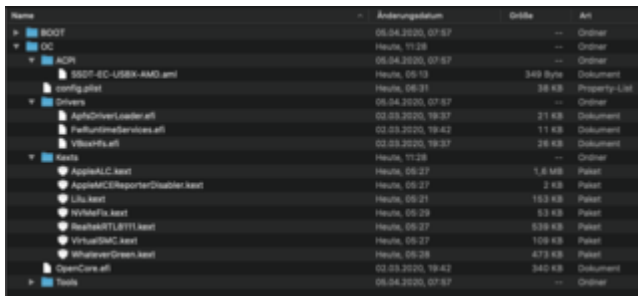 Name Änderungsdatum Größe Art
BOOT 05.04.2020, 07:57 -- Ordner
OC Heute, 11:28 -- Ordner
ACPI 05.04.2020, 07:57 -- Ordner
SSDT-EC-USBX-AMD.aml Heute, 05:13 349 Byte Dokument
config.plist Heute, 06:31 38 KB Property-List
Drivers 05.04.2020, 07:57 -- Ordner
ApfsDriverLoader.efi 02.03.2020, 19:37 21 KB Dokument
FwRuntimeServices.efi 02.03.2020, 19:42 11 KB Dokument
VBoxHfs.efi 02.03.2020, 19:37 26 KB Dokument
Kexts Heute, 11:28 -- Ordner
AppleALC.kext Heute, 05:27 1,6 MB Paket
AppleMCEReporterDisabler.kext Heute, 05:27 2 KB Paket
Lilu.kext Heute, 05:21 153 KB Paket
NVMeFix.kext Heute, 05:29 53 KB Paket
RealtekRTL8111.kext Heute, 05:27 539 KB Paket
VirtualSMC.kext Heute, 05:27 109 KB Paket
WhateverGreen.kext Heute, 05:28 473 KB Paket
OpenCore.efi 02.03.2020, 19:42 340 KB Dokument
Tools 05.04.2020, 07:57 -- Ordner